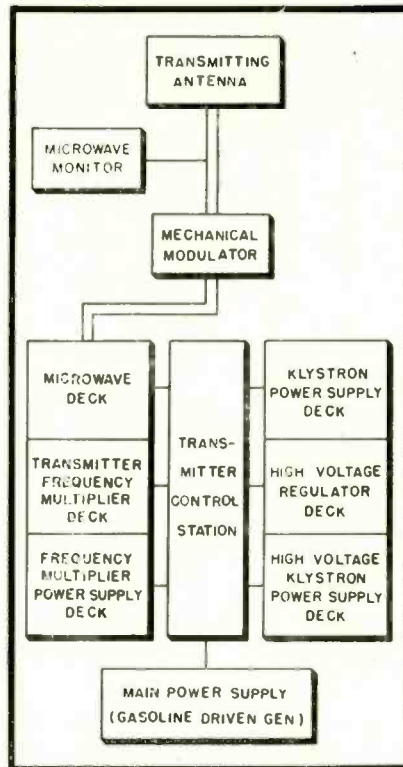 TRANSMITTING
ANTENNA
MICROWAVE
MONITOR
MECHANICAL
MODULATOR
MICROWAVE
DECK
TRANSMITTER
FREQUENCY
MULTIPLIER
DECK
FREQUENCY
MULTIPLIER
POWER SUPPLY
DECK
TRANS-
MITTER
CONTROL
STATION
KLYSTRON
POWER SUPPLY
DECK
HIGH VOLTAGE
REGULATOR
DECK
HIGH VOLTAGE
KLYSTRON
POWER SUPPLY
DECK
MAIN POWER SUPPLY
(GASOLINE DRIVEN GEN)